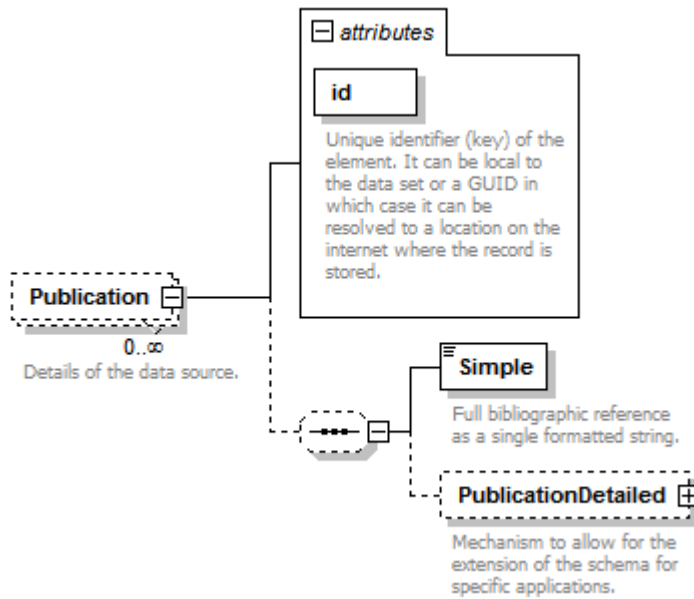 attributes
id
Unique identifier (key) of the
element. It can be local to
the data set or a GUID in
which case it can be
resolved to a location on the
internet where the record is
stored.
Publication
0..∞
Details of the data source.
Simple
Full bibliographic reference
as a single formatted string.
PublicationDetailed
Mechanism to allow for the
extension of the schema for
specific applications.